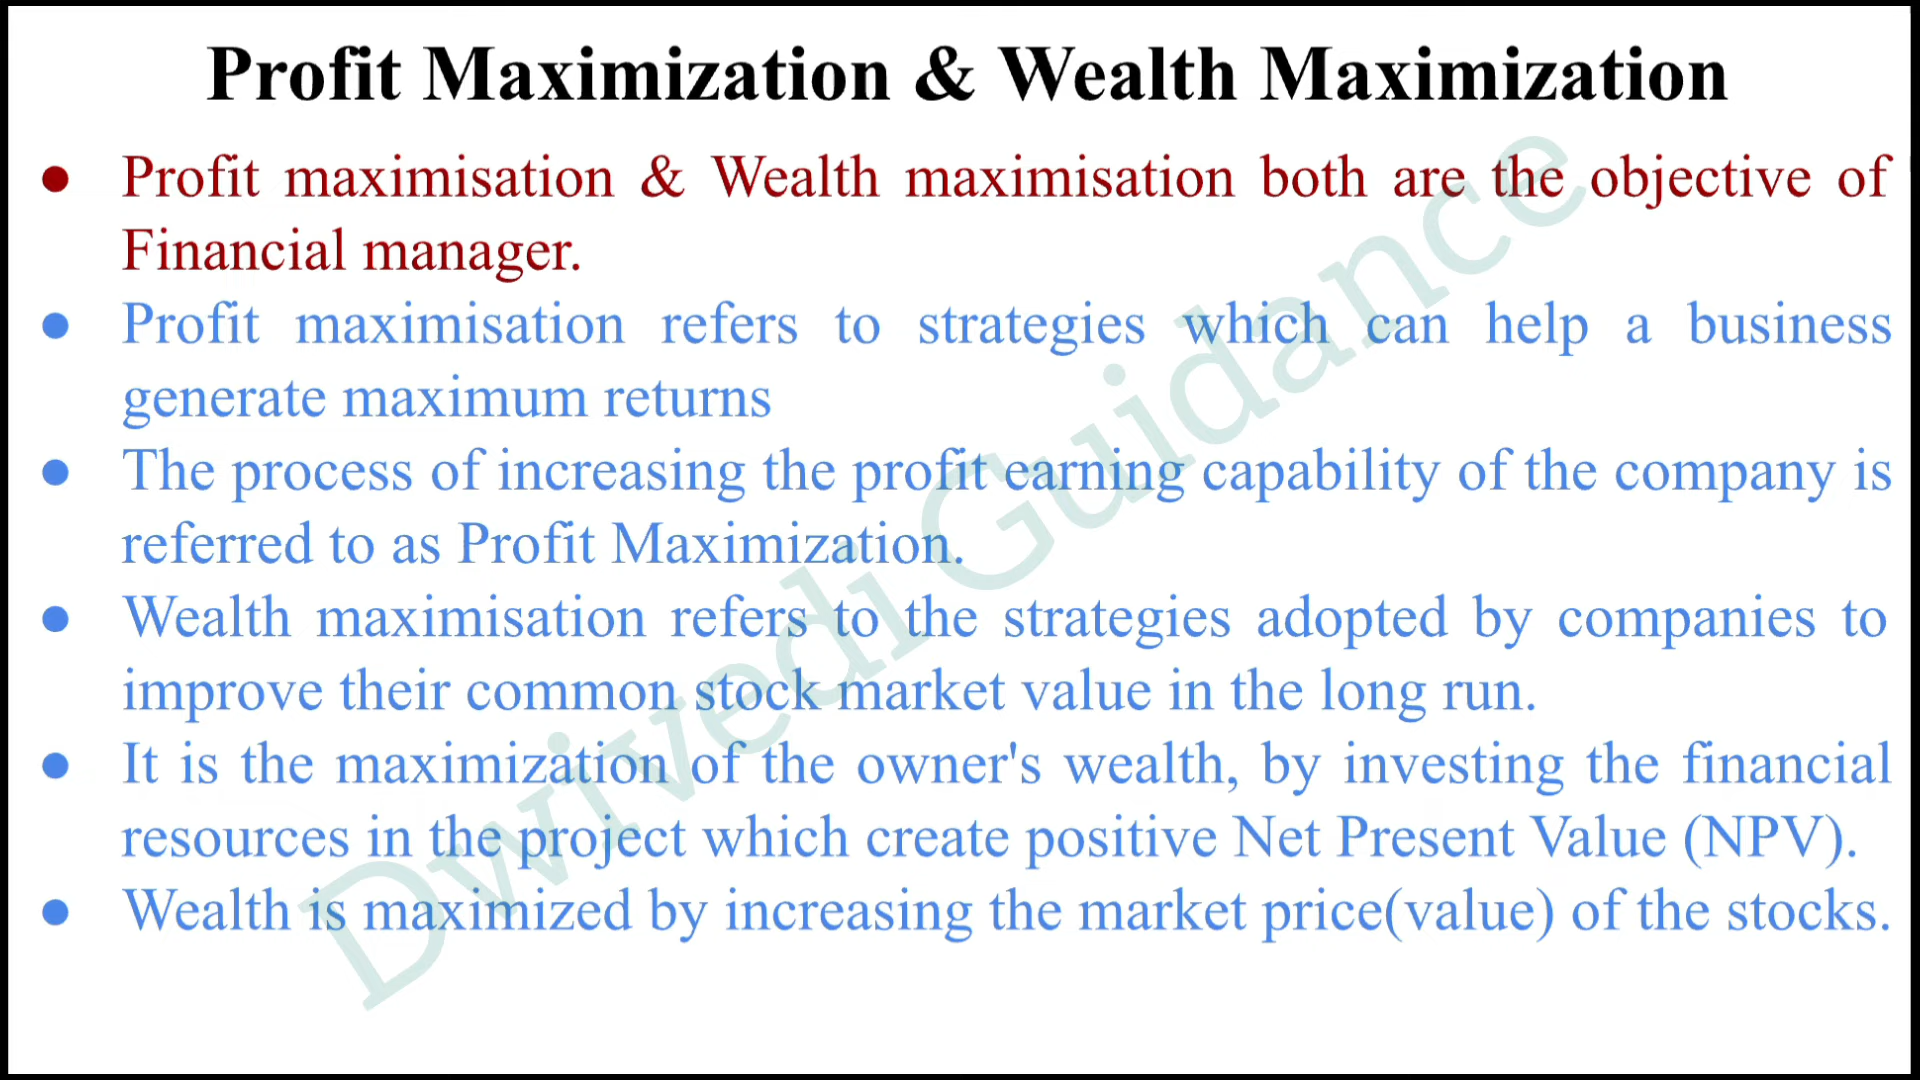 Profit Maximization & Wealth Maximization
● Profit maximisation & Wealth maximisation both are the objective of
Financial manager.
● Profit maximisation refers to strategies which can help a business
generate maximum returns
● The process of increasing the profit earning capability of the company is
referred to as Profit Maximization.
● Wealth maximisation refers to the strategies adopted by companies to
improve their common stock market value in the long run.
● It is the maximization of the owner's wealth, by investing the financial
resources in the project which create positive Net Present Value (NPV).
● Wealth is maximized by increasing the market price(value) of the stocks.
Dwivedi Guidance